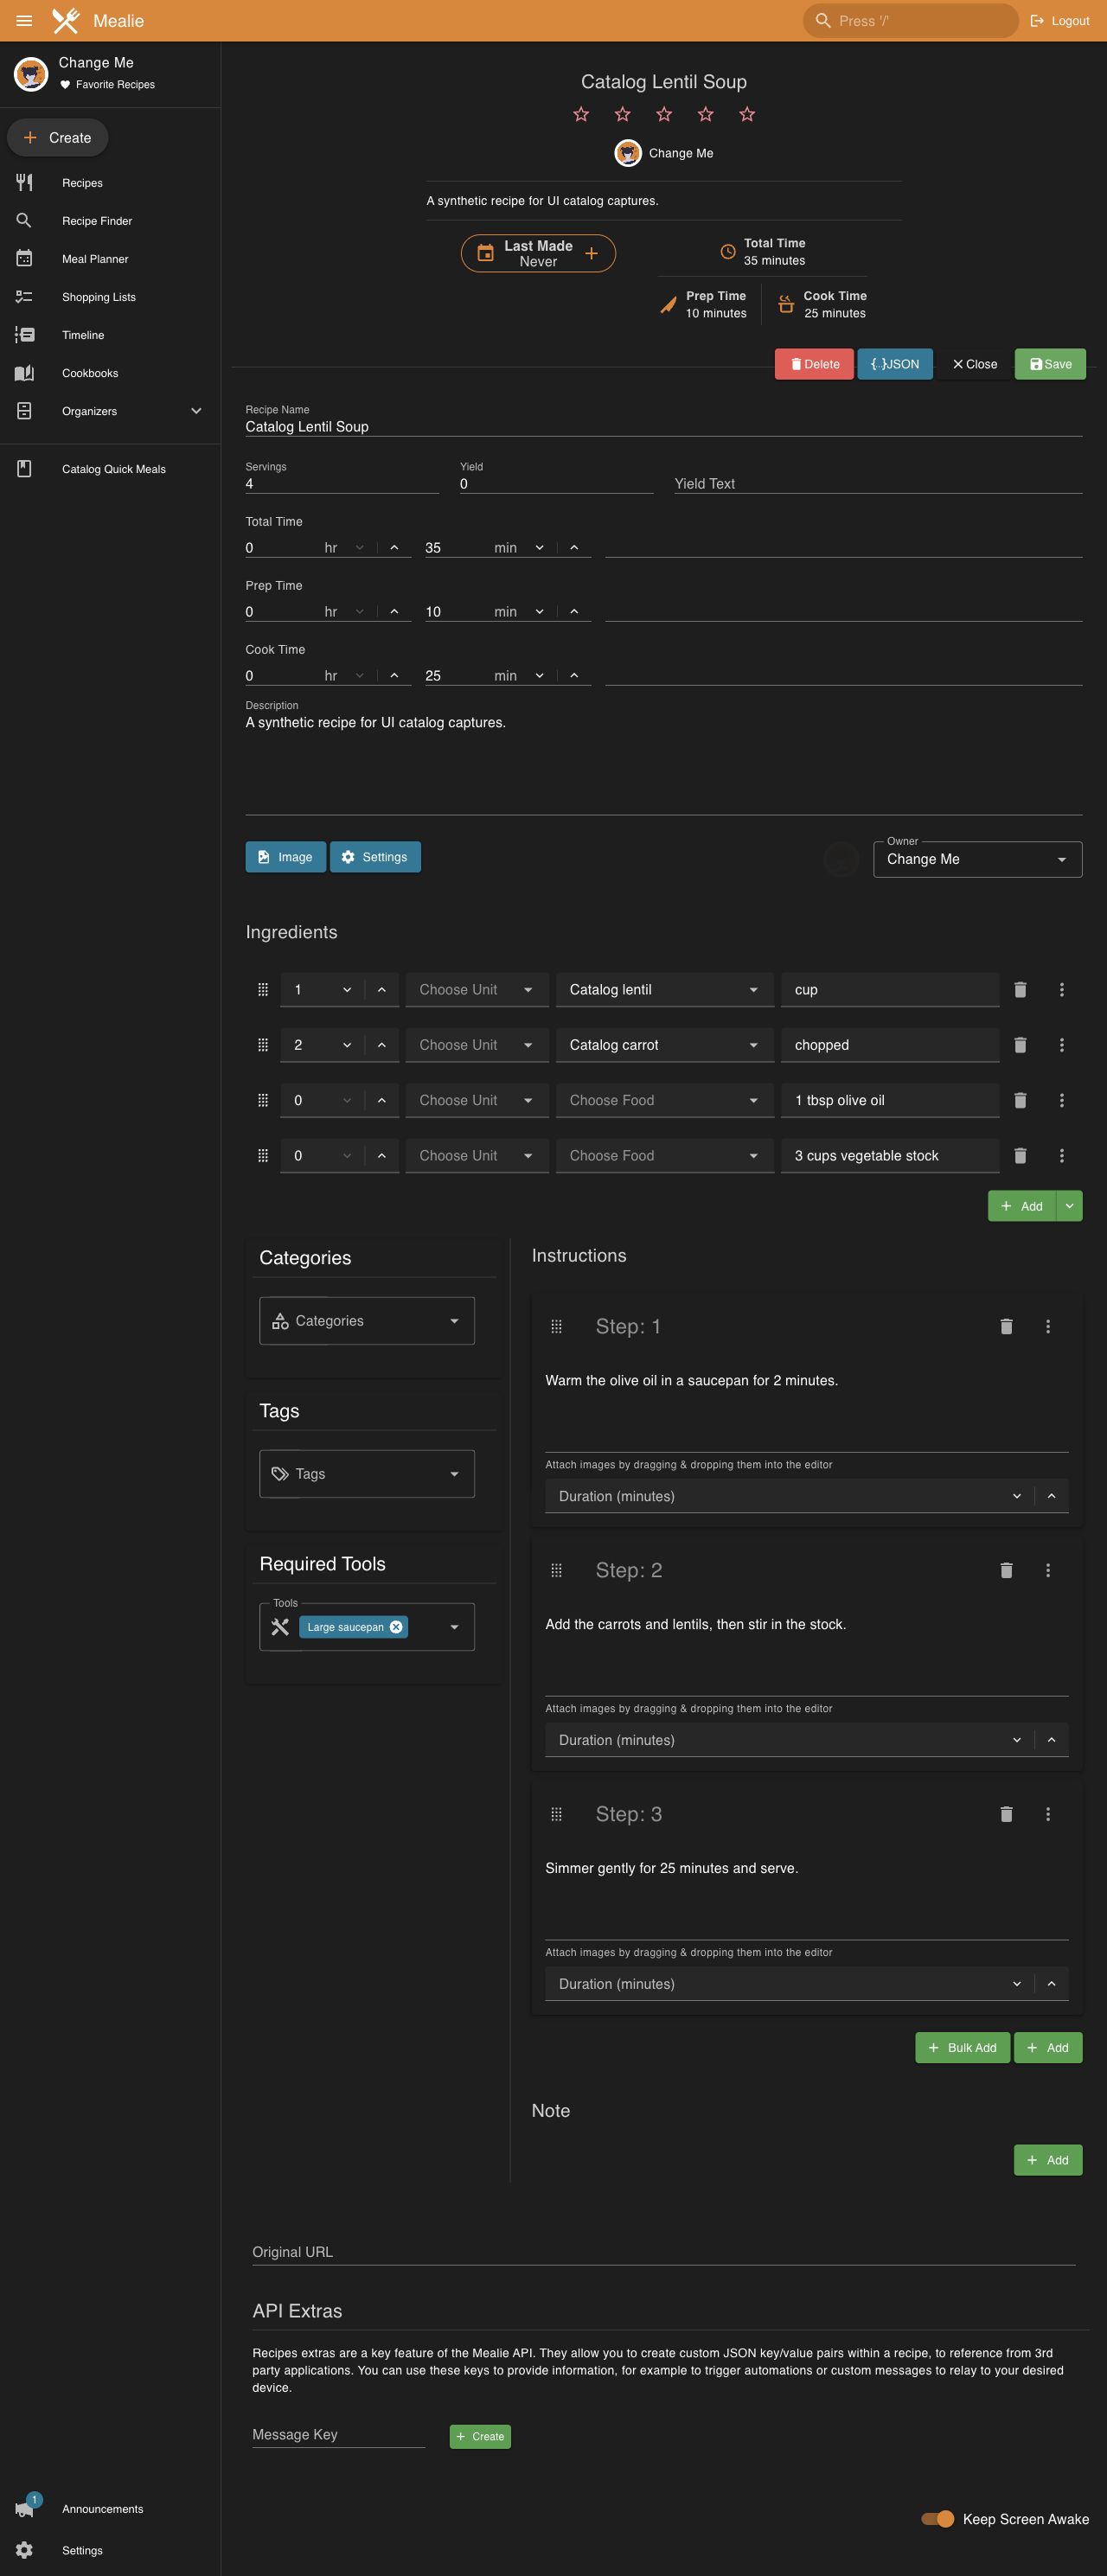 Mealie
Press '/'
Logout
Change Me
Favorite Recipes
Create
Recipes
Recipe Finder
Meal Planner
Shopping Lists
Timeline
Cookbooks
Organizers
Catalog Quick Meals
Catalog Lentil Soup
Change Me
A synthetic recipe for UI catalog captures.
Last Made
Never
Total Time
35 minutes
Prep Time
10 minutes
Cook Time
25 minutes
Delete
{..}JSON
Close
Save
Recipe Name
Catalog Lentil Soup
Servings
4
Yield
0
Yield Text
Total Time
0 hr 35 min
Prep Time
0 hr 10 min
Cook Time
0 hr 25 min
Description
A synthetic recipe for UI catalog captures.
Image
Settings
Owner
Change Me
Ingredients
1 Choose Unit Catalog lentil cup
2 Choose Unit Catalog carrot chopped
0 Choose Unit Choose Food 1 tbsp olive oil
0 Choose Unit Choose Food 3 cups vegetable stock
Add
Categories
Categories
Tags
Tags
Required Tools
Tools
Large saucepan
Instructions
Step: 1
Warm the olive oil in a saucepan for 2 minutes.
Attach images by dragging & dropping them into the editor
Duration (minutes)
Step: 2
Add the carrots and lentils, then stir in the stock.
Attach images by dragging & dropping them into the editor
Duration (minutes)
Step: 3
Simmer gently for 25 minutes and serve.
Attach images by dragging & dropping them into the editor
Duration (minutes)
Bulk Add
Add
Note
Add
Original URL
API Extras
Recipes extras are a key feature of the Mealie API. They allow you to create custom JSON key/value pairs within a recipe, to reference from 3rd
party applications. You can use these keys to provide information, for example to trigger automations or custom messages to relay to your desired
device.
Message Key
Create
1
Announcements
Settings
Keep Screen Awake